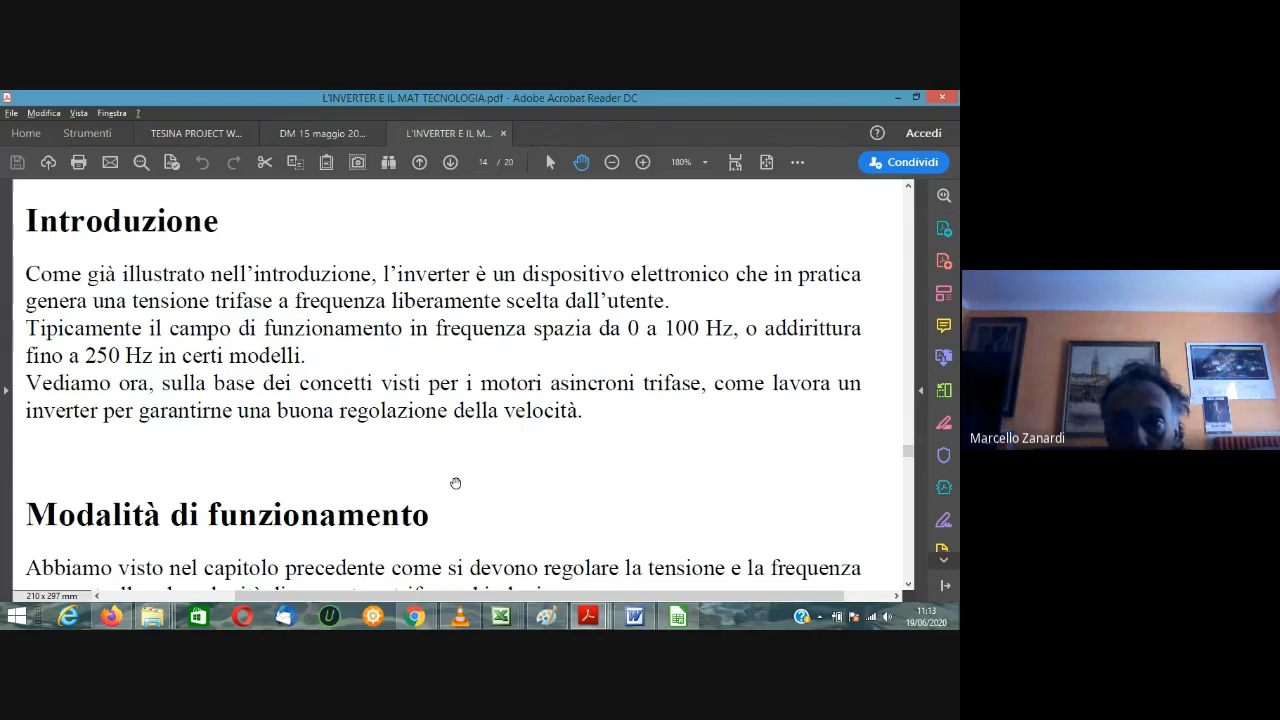 L'INVERTER E IL MAT TECNOLOGIA.pdf - Adobe Acrobat Reader DC
File Modifica Vista Finestra ?
Home Strumenti TESINA PROJECT W... DM 15 maggio 20... L'INVERTER E IL M... × Accedi
14 / 20 180% Condividi
Introduzione
Come già illustrato nell'introduzione, l'inverter è un dispositivo elettronico che in pratica
genera una tensione trifase a frequenza liberamente scelta dall'utente.
Tipicamente il campo di funzionamento in frequenza spazia da 0 a 100 Hz, o addirittura
fino a 250 Hz in certi modelli.
Vediamo ora, sulla base dei concetti visti per i motori asincroni trifase, come lavora un
inverter per garantirne una buona regolazione della velocità.
Modalità di funzionamento
Abbiamo visto nel capitolo precedente come si devono regolare la tensione e la frequenza
210 x 297 mm
11:13
19/06/2020
Marcello Zanardi